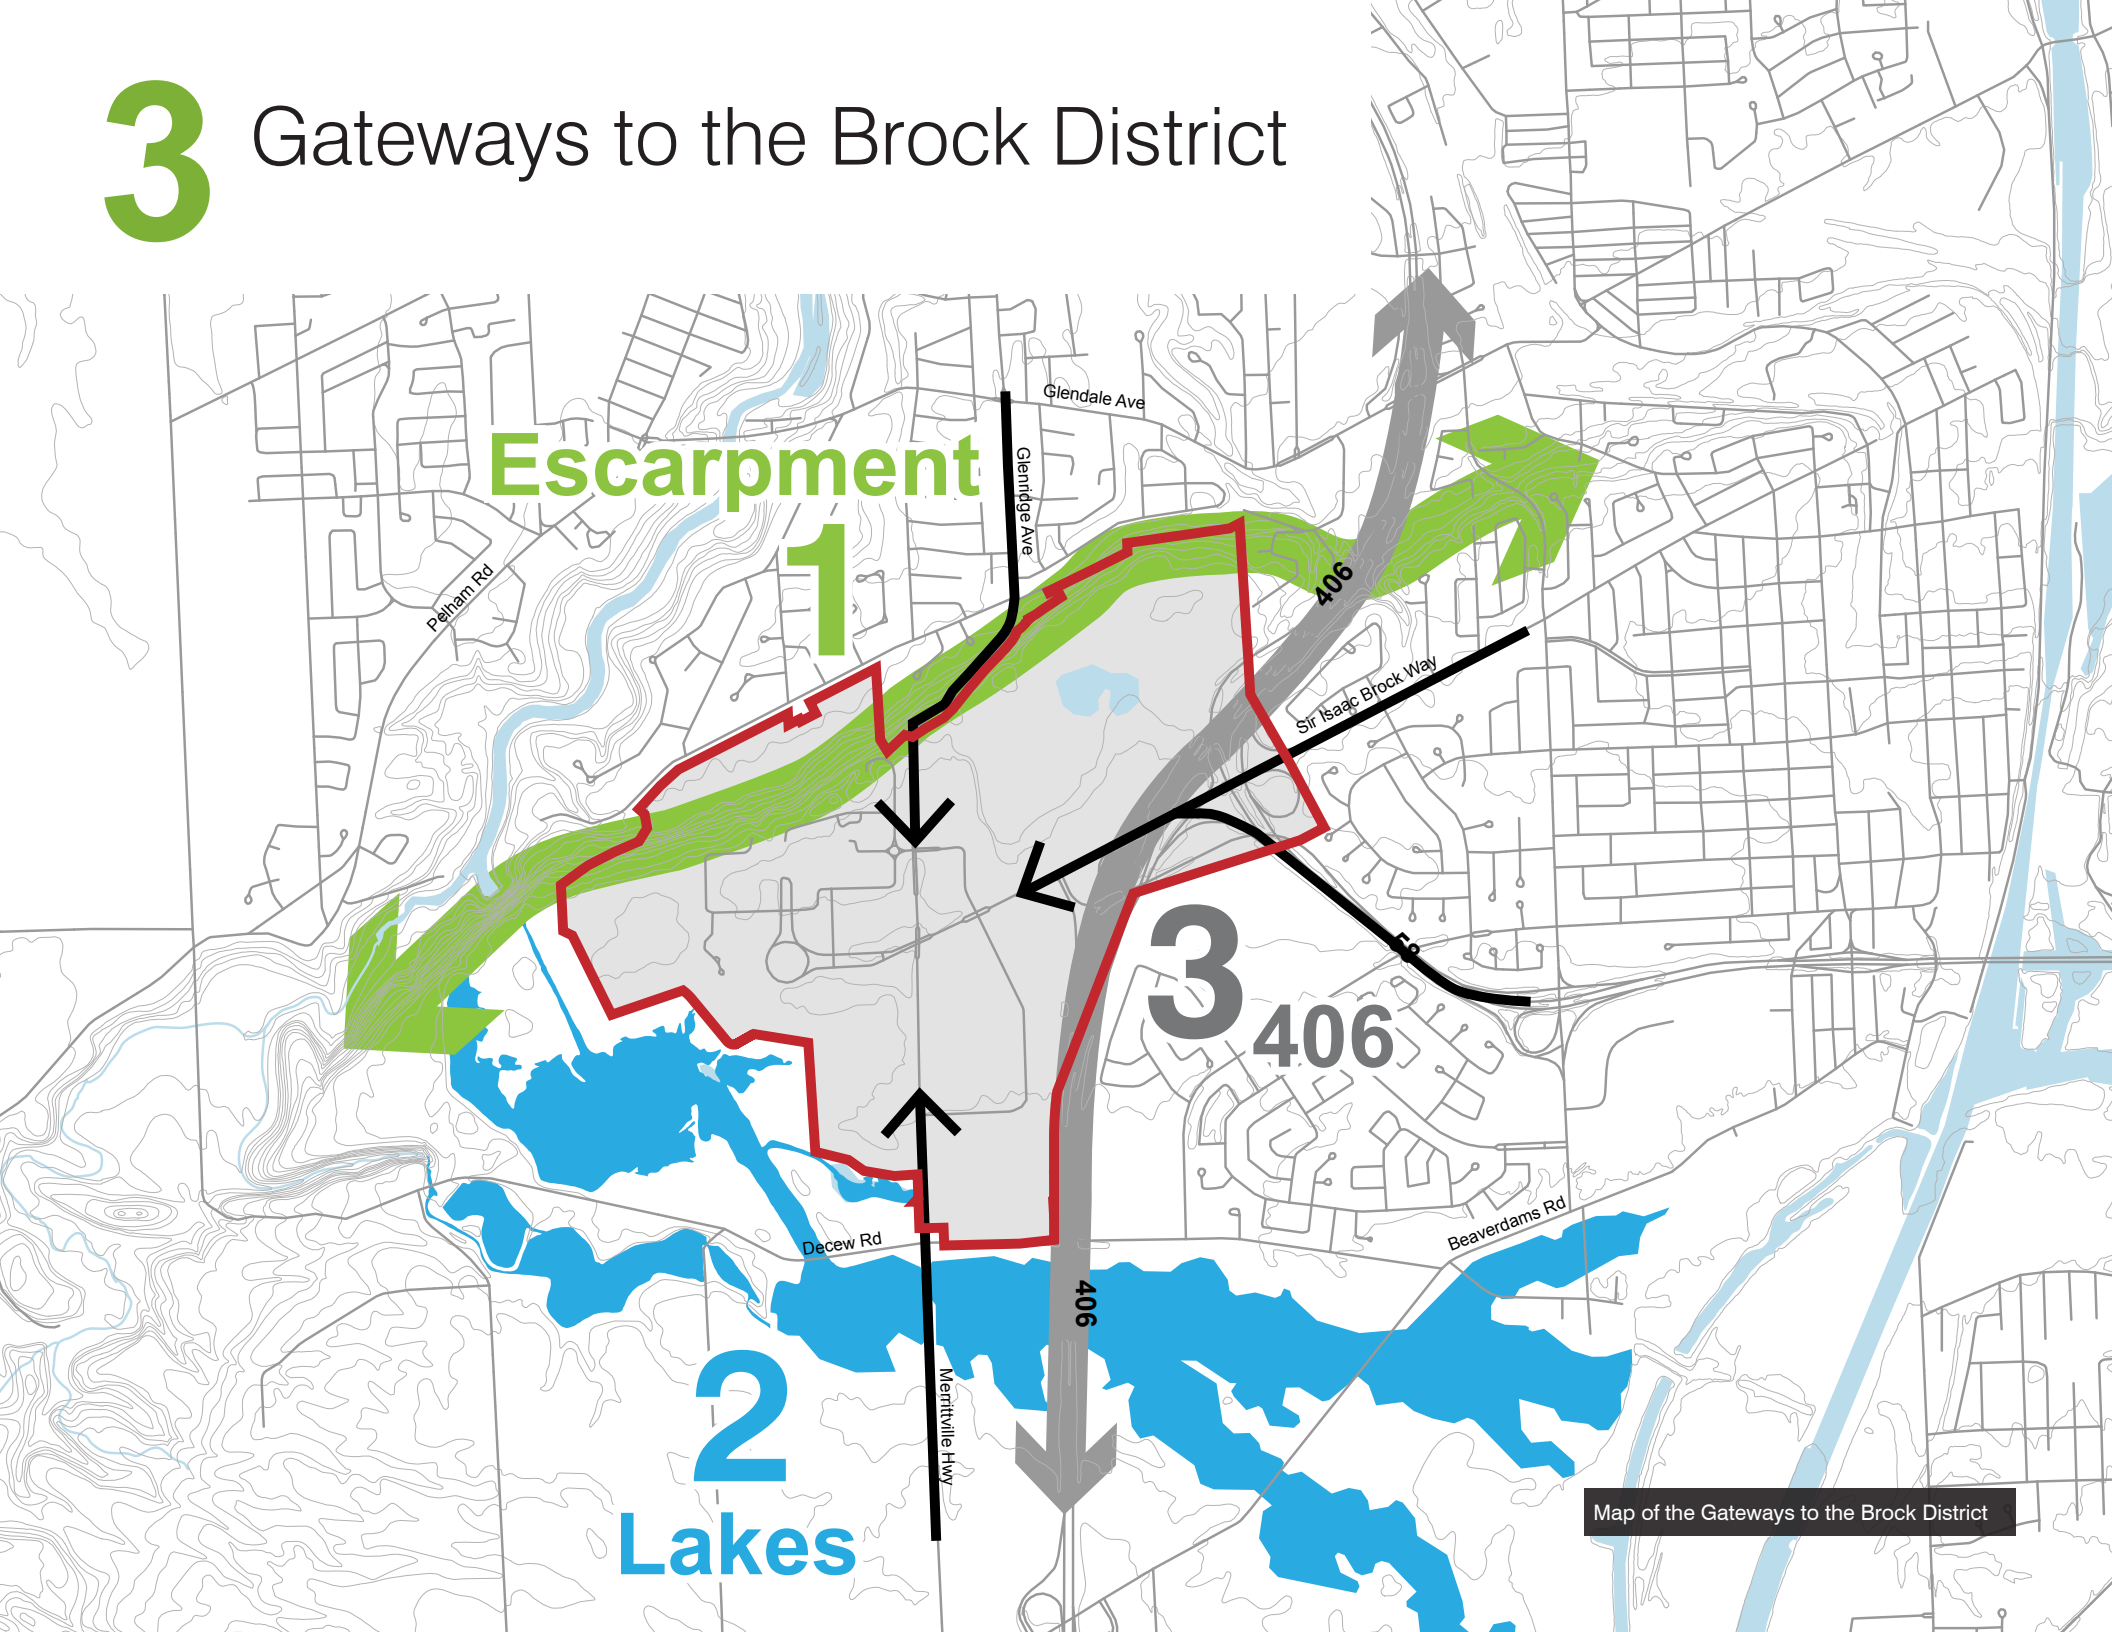 3 Gateways to the Brock District
Glendale Ave
Escarpment
1
Glenridge Ave
Pelham Rd
406
Sir Isaac Brock Way
3
406
58
Beaverdams Rd
Decew Rd
406
2
Lakes
Merrittville Hwy
Map of the Gateways to the Brock District